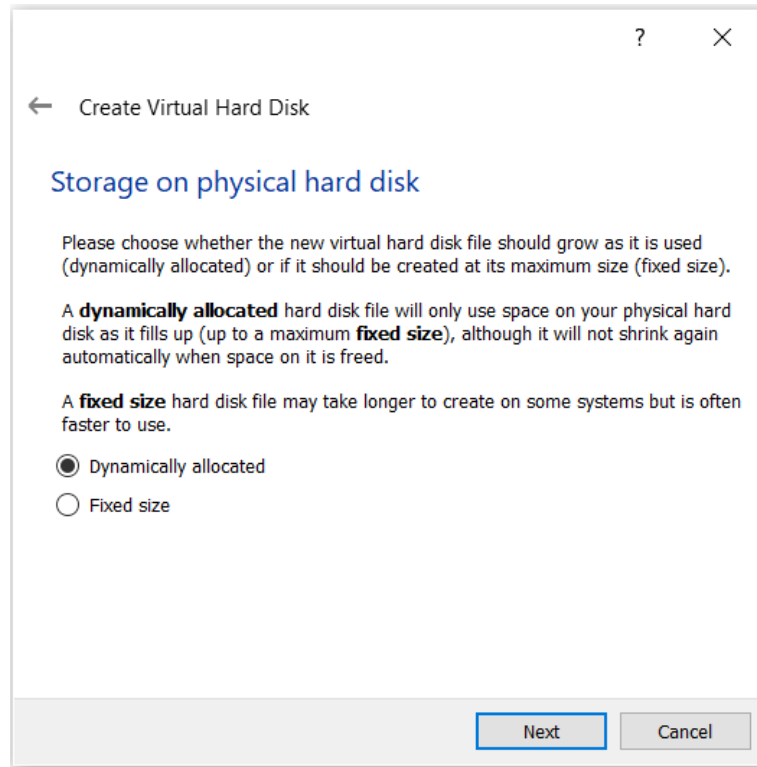 ?
Create Virtual Hard Disk
Storage on physical hard disk
Please choose whether the new virtual hard disk file should grow as it is used
(dynamically allocated) or if it should be created at its maximum size (fixed size).
A dynamically allocated hard disk file will only use space on your physical hard
disk as it fills up (up to a maximum fixed size), although it will not shrink again
automatically when space on it is freed.
A fixed size hard disk file may take longer to create on some systems but is often
faster to use.
Dynamically allocated
Fixed size
Next Cancel